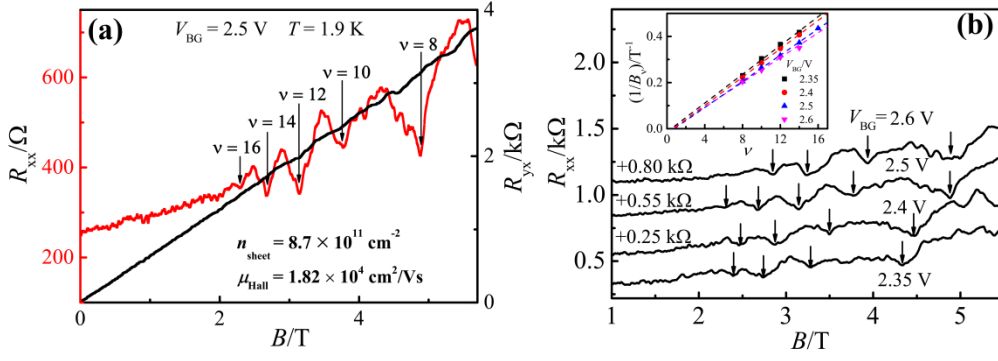 (a)
V_BG = 2.5 V T = 1.9 K
ν = 8
ν = 10
ν = 12
ν = 14
ν = 16
n_sheet = 8.7 × 10^11 cm^-2
μ_Hall = 1.82 × 10^4 cm^2/Vs
R_xx/Ω
600
400
200
R_yx/kΩ
4
2
0
0 2 4
B/T
(b)
R_xx/kΩ
2.0
1.5
1.0
0.5
(1/B_ν)/T^-1
0.4
0.2
0.0
V_BG/V
2.35
2.4
2.5
2.6
0 4 8 12 16
ν
V_BG = 2.6 V
2.5 V
2.4 V
2.35 V
+0.80 kΩ
+0.55 kΩ
+0.25 kΩ
1 2 3 4 5
B/T